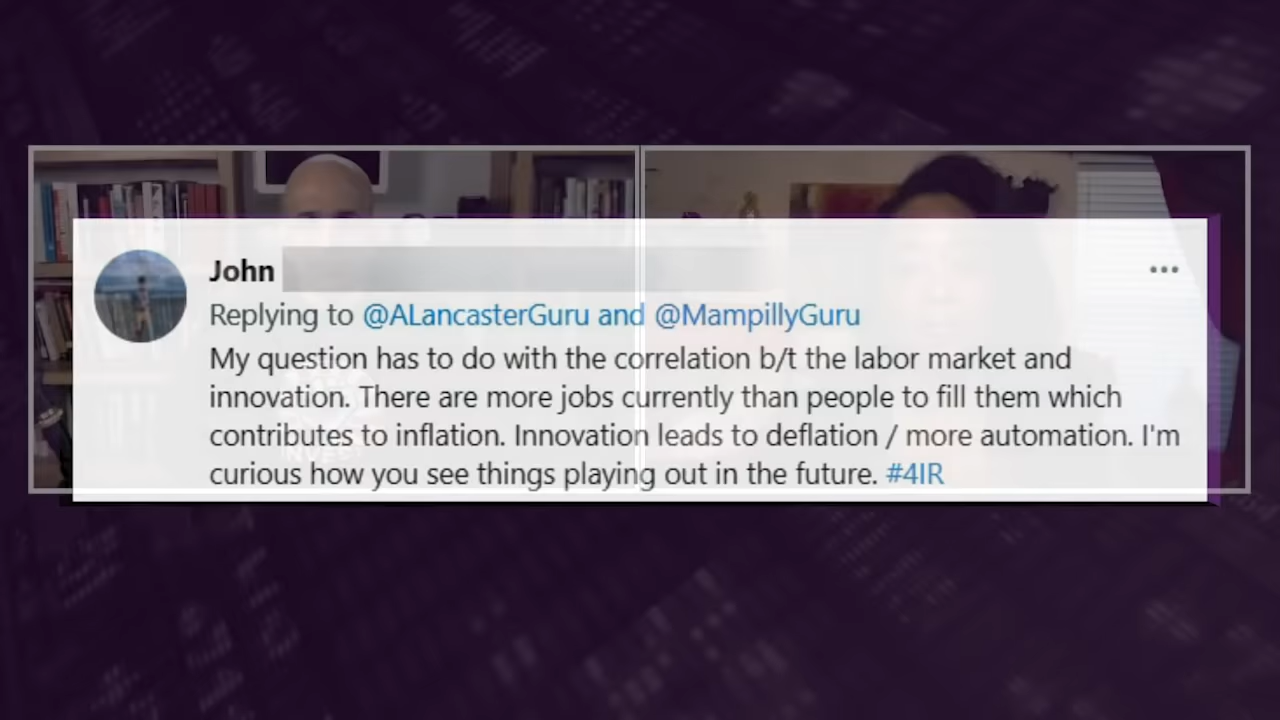 John
Replying to @ALancasterGuru and @MampillyGuru
My question has to do with the correlation b/t the labor market and
innovation. There are more jobs currently than people to fill them which
contributes to inflation. Innovation leads to deflation / more automation. I'm
curious how you see things playing out in the future. #4IR